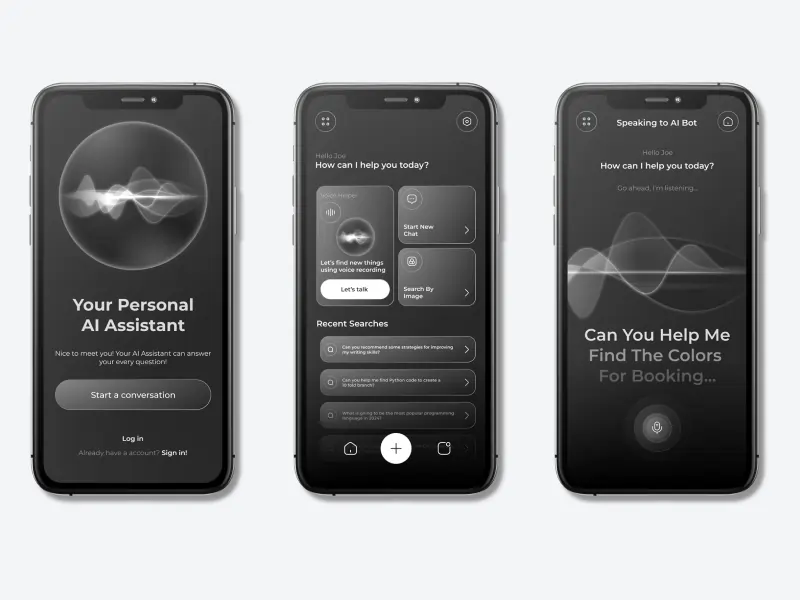 Your Personal
AI Assistant
Nice to meet you! Your AI Assistant can answer
your every question!
Start a conversation
Log in
Already have a account? Sign in!
Hello Joe
How can I help you today?
Let's find new things
using voice recording
Let's talk
Start New
Chat
Search By
Image
Recent Searches
Can you recommend some strategies for improving
my writing skills?
Can you help me find Python code to create a
10 fold branch?
What is going to be the most popular programming
language in 2024?
Speaking to AI Bot
Hello Joe
How can I help you today?
Go ahead, I'm listening...
Can You Help Me
Find The Colors
For Booking...